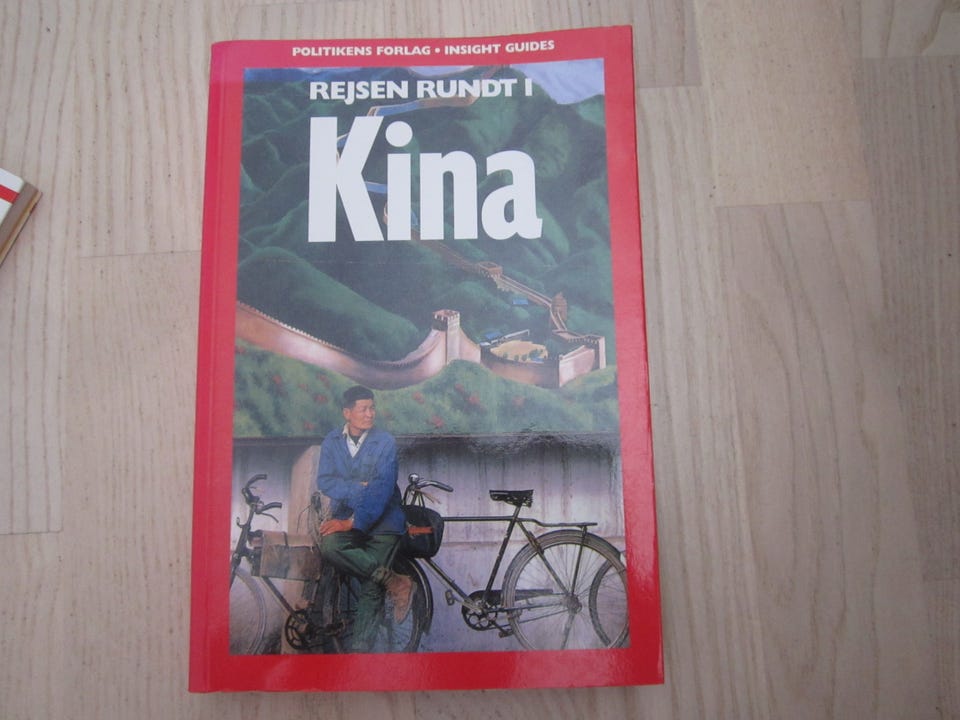 POLITIKENS FORLAG • INSIGHT GUIDES
REJSEN RUNDT I
Kina